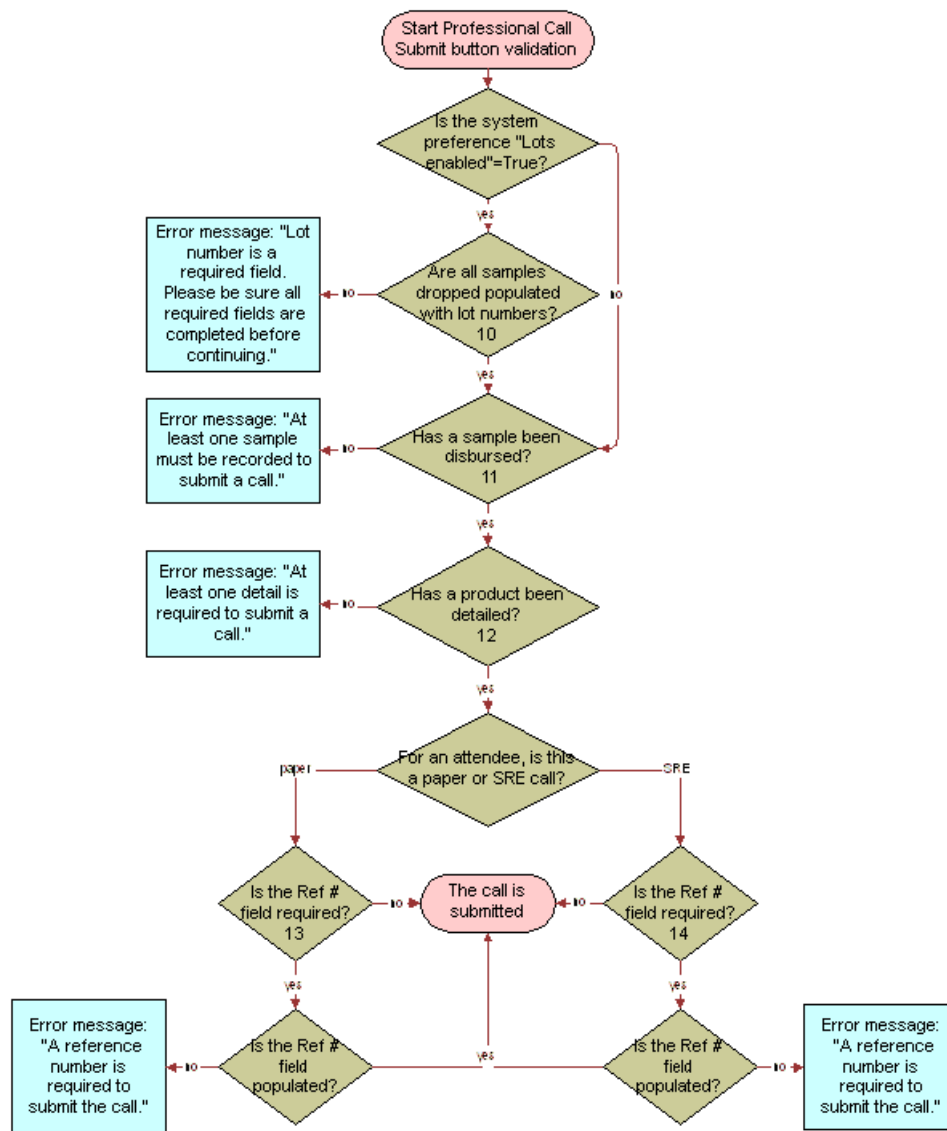 Start Professional Call
Submit button validation
Is the system
preference "Lots
enabled"=True?
no
yes
Error message: "Lot
number is a
required field.
Please be sure all
required fields are
completed before
continuing."
no
Are all samples
dropped populated
with lot numbers?
10
yes
Error message: "At
least one sample
must be recorded to
submit a call."
no
Has a sample been
disbursed?
11
yes
Error message: "At
least one detail is
required to submit a
call."
no
Has a product been
detailed?
12
yes
For an attendee, is this
a paper or SRE call?
paper
SRE
Is the Ref #
field required?
13
no
The call is
submitted
no
Is the Ref #
field required?
14
yes
yes
Error message:
"A reference
number is
required to
submit the call."
no
Is the Ref #
field
populated?
yes
Is the Ref #
field
populated?
no
Error message:
"A reference
number is
required to
submit the call."